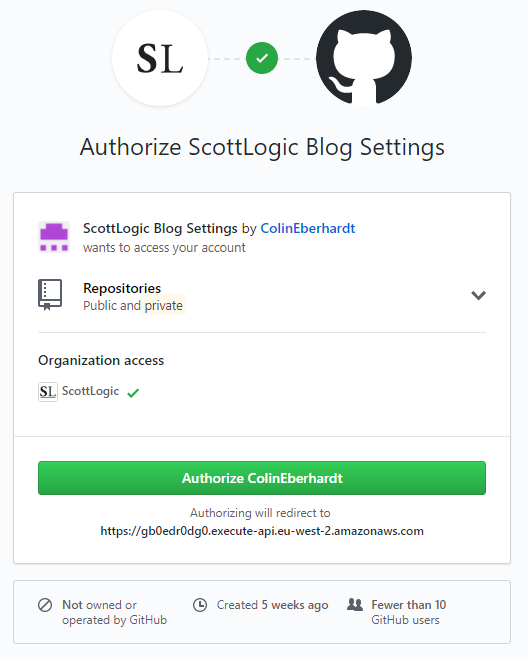 SL
Authorize ScottLogic Blog Settings
ScottLogic Blog Settings by ColinEberhardt
wants to access your account
Repositories
Public and private
Organization access
SL ScottLogic
Authorize ColinEberhardt
Authorizing will redirect to
https://gb0edr0dg0.execute-api.eu-west-2.amazonaws.com
Not owned or
operated by GitHub
Created 5 weeks ago
Fewer than 10
GitHub users